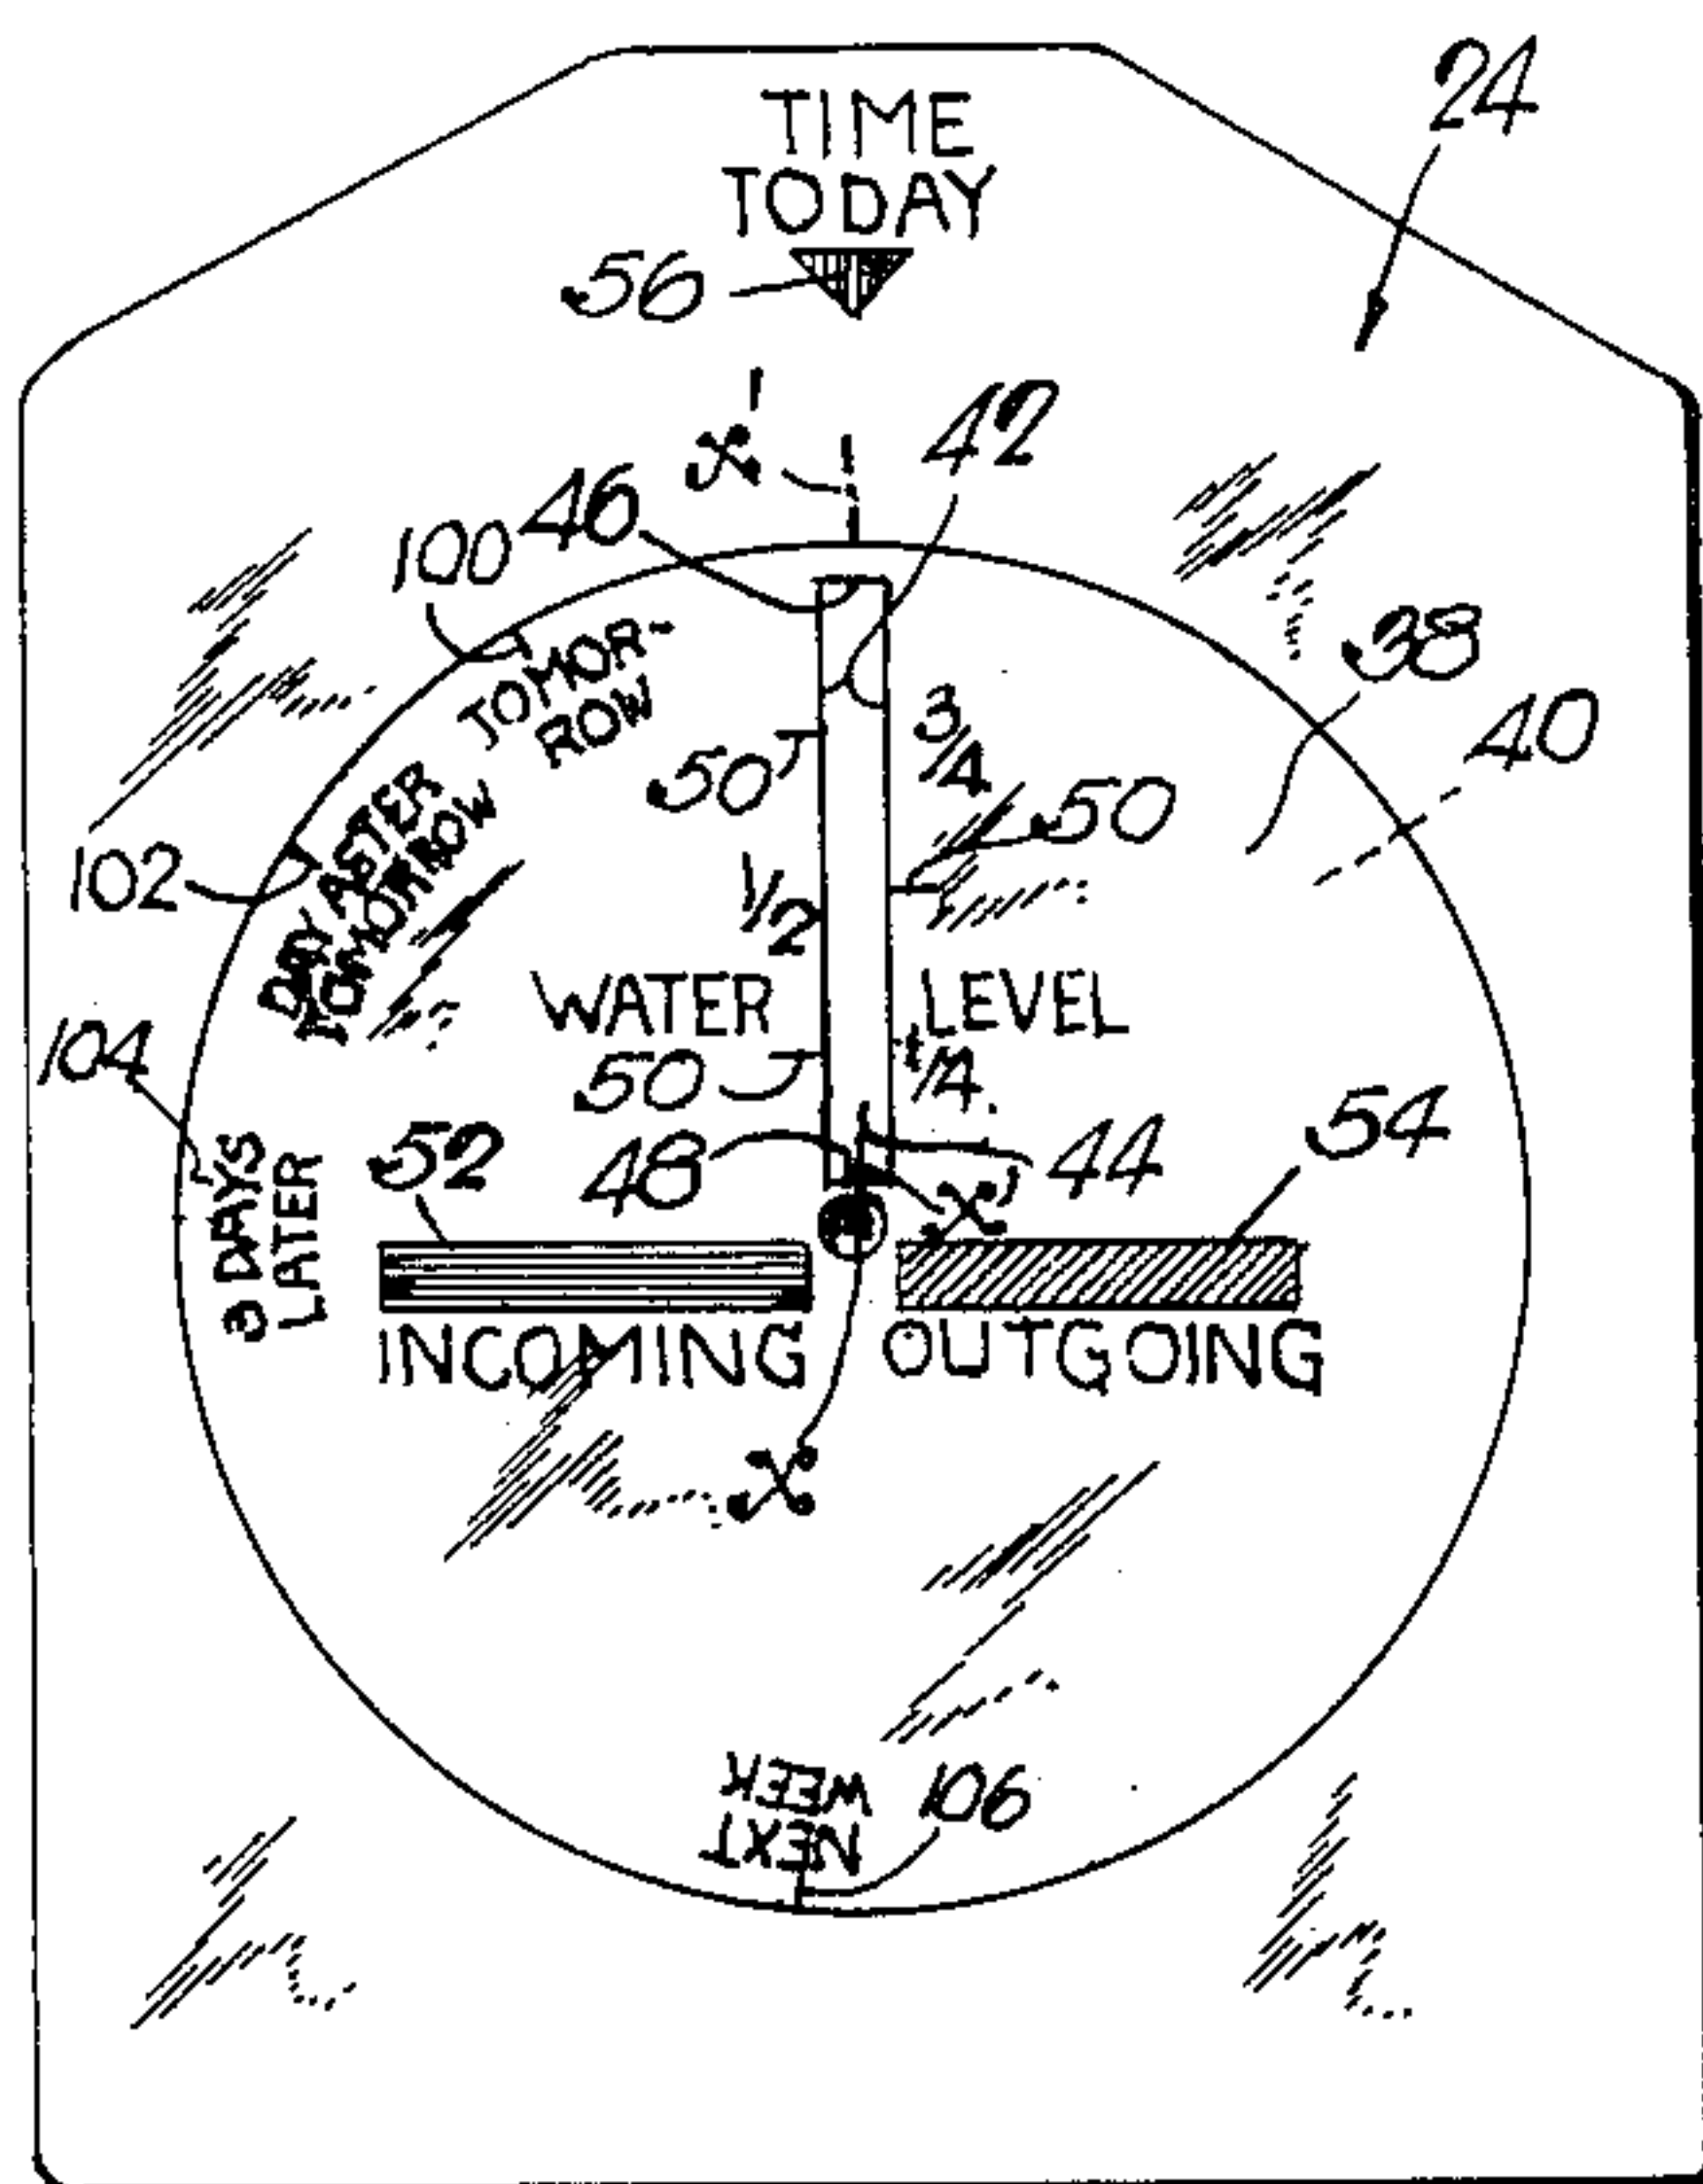 TIME
TODAY
24
56
x'
42
46
100
TOMOR-
ROW
38
40
50
3/4
50
102
DAY AFTER
TOMORROW
1/2
WATER LEVEL
104
50
1/4
3 DAYS
LATER
52
48
44
54
x
INCOMING OUTGOING
x
NEXT
WEEK
106